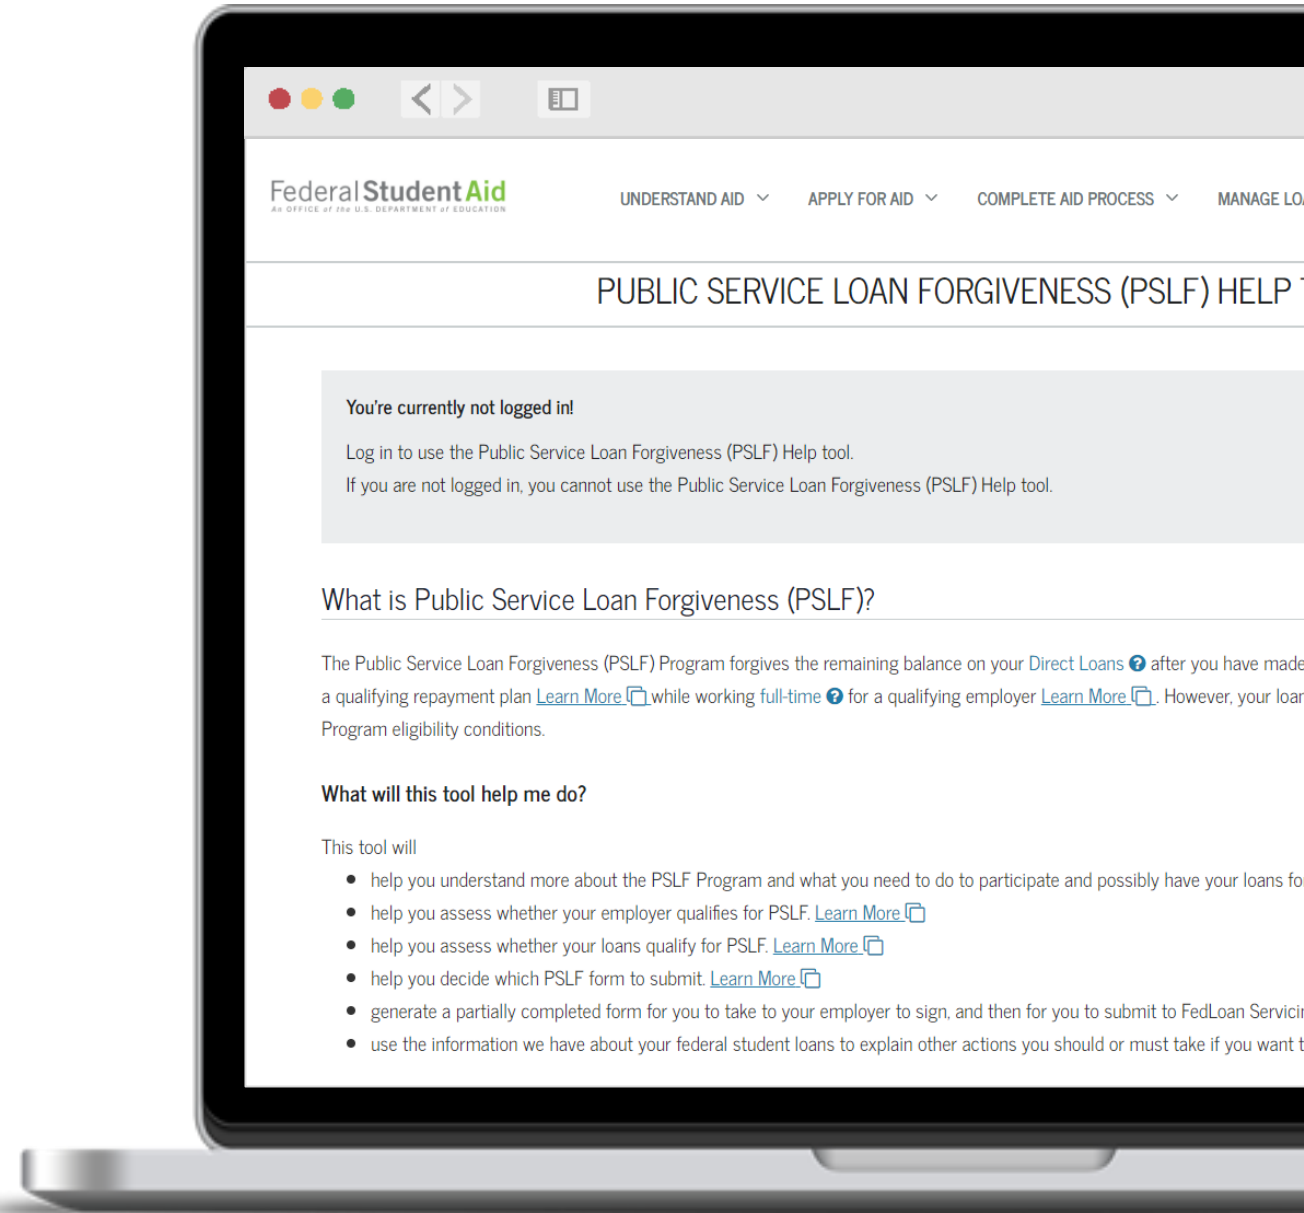 Federal Student Aid
An OFFICE of the U.S. DEPARTMENT of EDUCATION
UNDERSTAND AID
APPLY FOR AID
COMPLETE AID PROCESS
MANAGE LOA
PUBLIC SERVICE LOAN FORGIVENESS (PSLF) HELP T
You're currently not logged in!
Log in to use the Public Service Loan Forgiveness (PSLF) Help tool.
If you are not logged in, you cannot use the Public Service Loan Forgiveness (PSLF) Help tool.
What is Public Service Loan Forgiveness (PSLF)?
The Public Service Loan Forgiveness (PSLF) Program forgives the remaining balance on your Direct Loans ? after you have made
a qualifying repayment plan Learn More while working full-time ? for a qualifying employer Learn More . However, your loan
Program eligibility conditions.
What will this tool help me do?
This tool will
• help you understand more about the PSLF Program and what you need to do to participate and possibly have your loans for
• help you assess whether your employer qualifies for PSLF. Learn More
• help you assess whether your loans qualify for PSLF. Learn More
• help you decide which PSLF form to submit. Learn More
• generate a partially completed form for you to take to your employer to sign, and then for you to submit to FedLoan Servicin
• use the information we have about your federal student loans to explain other actions you should or must take if you want t